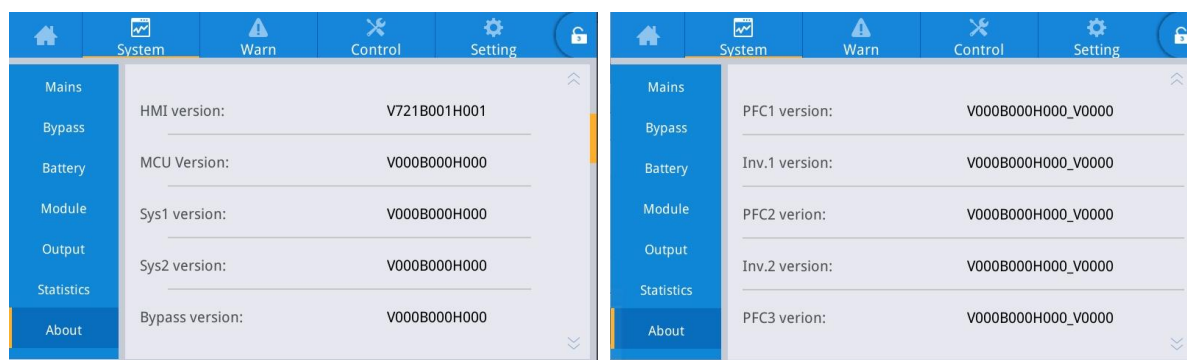 System Warn Control Setting 3
Mains
HMI version: V721B001H001
Bypass
MCU Version: V000B000H000
Battery
Module
Sys1 version: V000B000H000
Output
Sys2 version: V000B000H000
Statistics
Bypass version: V000B000H000
About
System Warn Control Setting 3
Mains
PFC1 version: V000B000H000_V0000
Bypass
Inv.1 version: V000B000H000_V0000
Battery
Module
PFC2 verion: V000B000H000_V0000
Output
Inv.2 version: V000B000H000_V0000
Statistics
PFC3 verion: V000B000H000_V0000
About